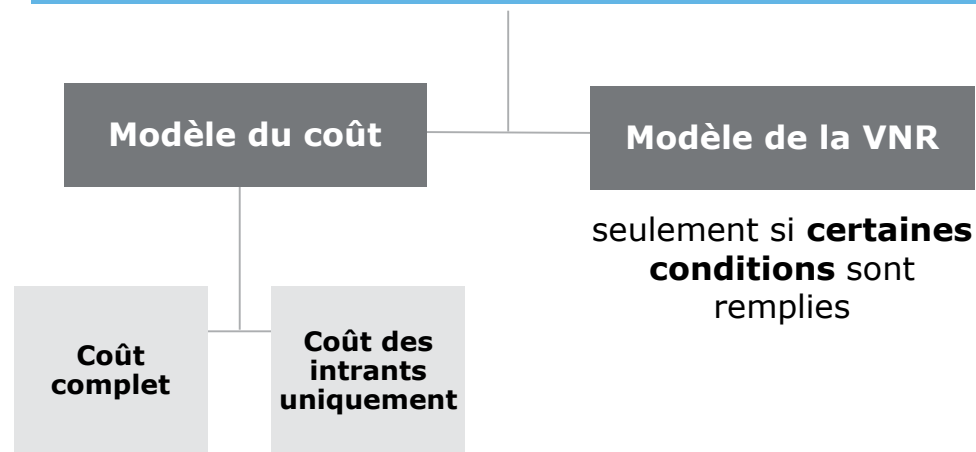 Modèle du coût
Modèle de la VNR
seulement si certaines
conditions sont
remplies
Coût
complet
Coût des
intrants
uniquement